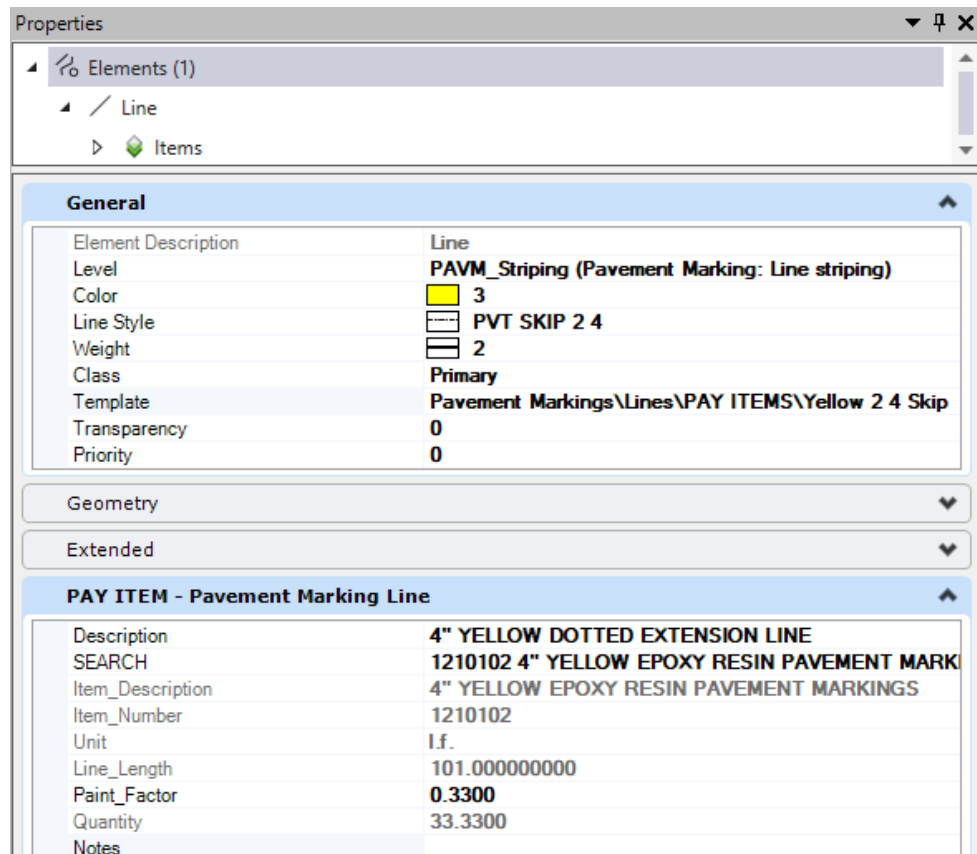 Properties
Elements (1)
Line
Items
General
Element Description Line
Level PAVM_Striping (Pavement Marking: Line striping)
Color 3
Line Style PVT SKIP 2 4
Weight 2
Class Primary
Template Pavement Markings\Lines\PAY ITEMS\Yellow 2 4 Skip
Transparency 0
Priority 0
Geometry
Extended
PAY ITEM - Pavement Marking Line
Description 4" YELLOW DOTTED EXTENSION LINE
SEARCH 1210102 4" YELLOW EPOXY RESIN PAVEMENT MARKI
Item_Description 4" YELLOW EPOXY RESIN PAVEMENT MARKINGS
Item_Number 1210102
Unit l.f.
Line_Length 101.000000000
Paint_Factor 0.3300
Quantity 33.3300
Notes